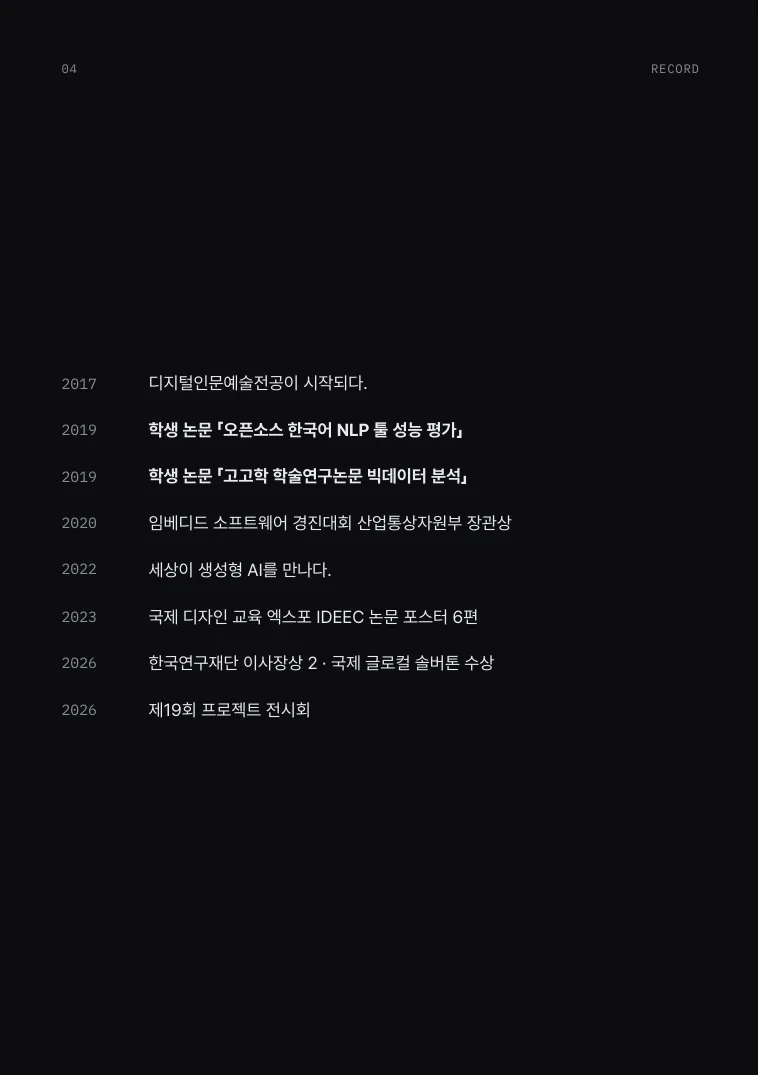 04 RECORD
2017 디지털인문예술전공이 시작되다.
2019 학생 논문 「오픈소스 한국어 NLP 툴 성능 평가」
2019 학생 논문 「고고학 학술연구논문 빅데이터 분석」
2020 임베디드 소프트웨어 경진대회 산업통상자원부 장관상
2022 세상이 생성형 AI를 만나다.
2023 국제 디자인 교육 엑스포 IDEEC 논문 포스터 6편
2026 한국연구재단 이사장상 2 · 국제 글로컬 솔버톤 수상
2026 제19회 프로젝트 전시회